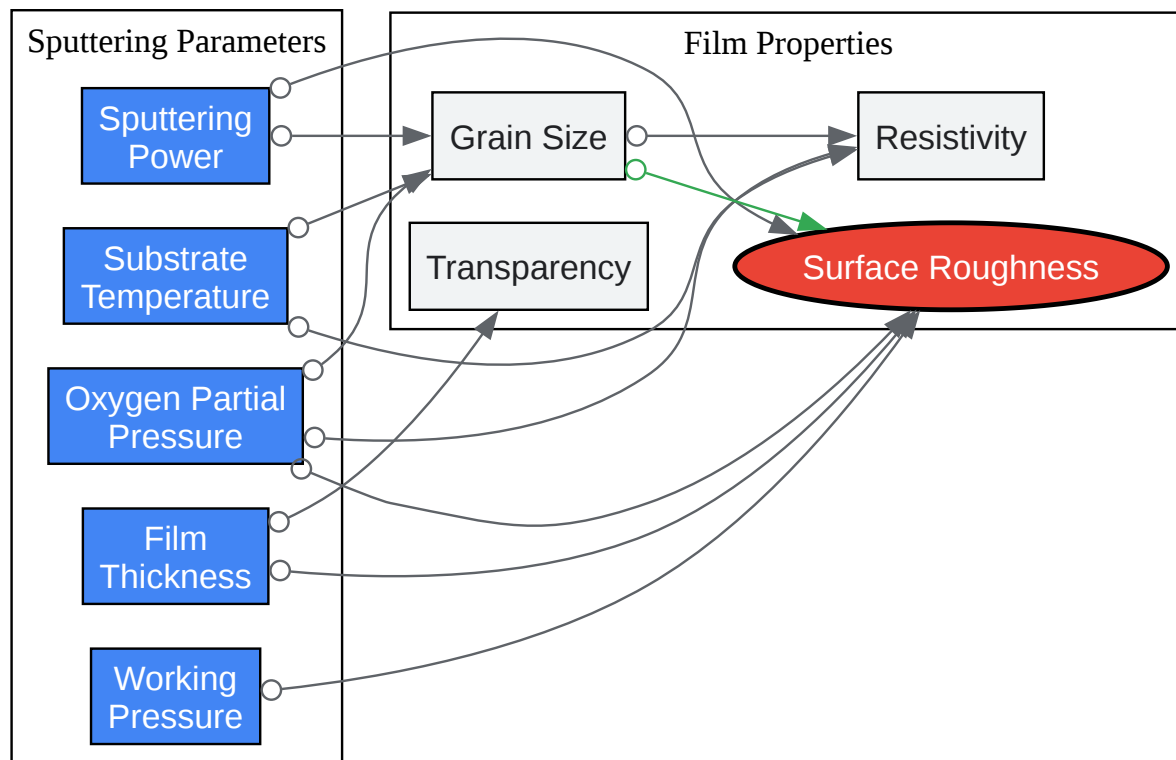 Sputtering Parameters
Film Properties
Sputtering
Power
Grain Size
Resistivity
Substrate
Temperature
Transparency
Surface Roughness
Oxygen Partial
Pressure
Film
Thickness
Working
Pressure